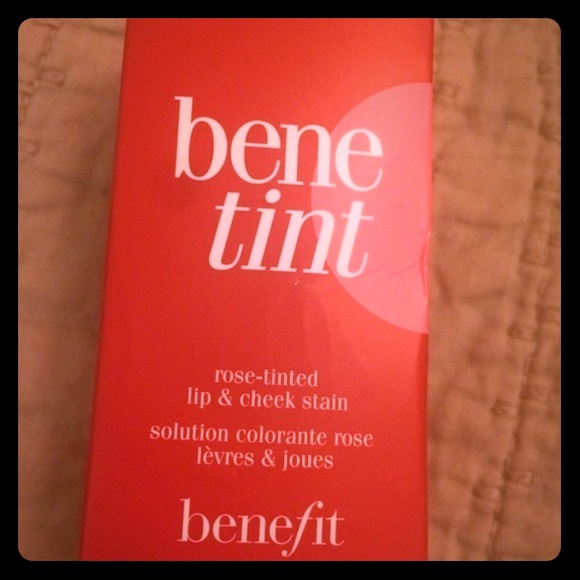 bene
tint
rose-tinted
lip & cheek stain
solution colorante rose
lèvres & joues
benefit